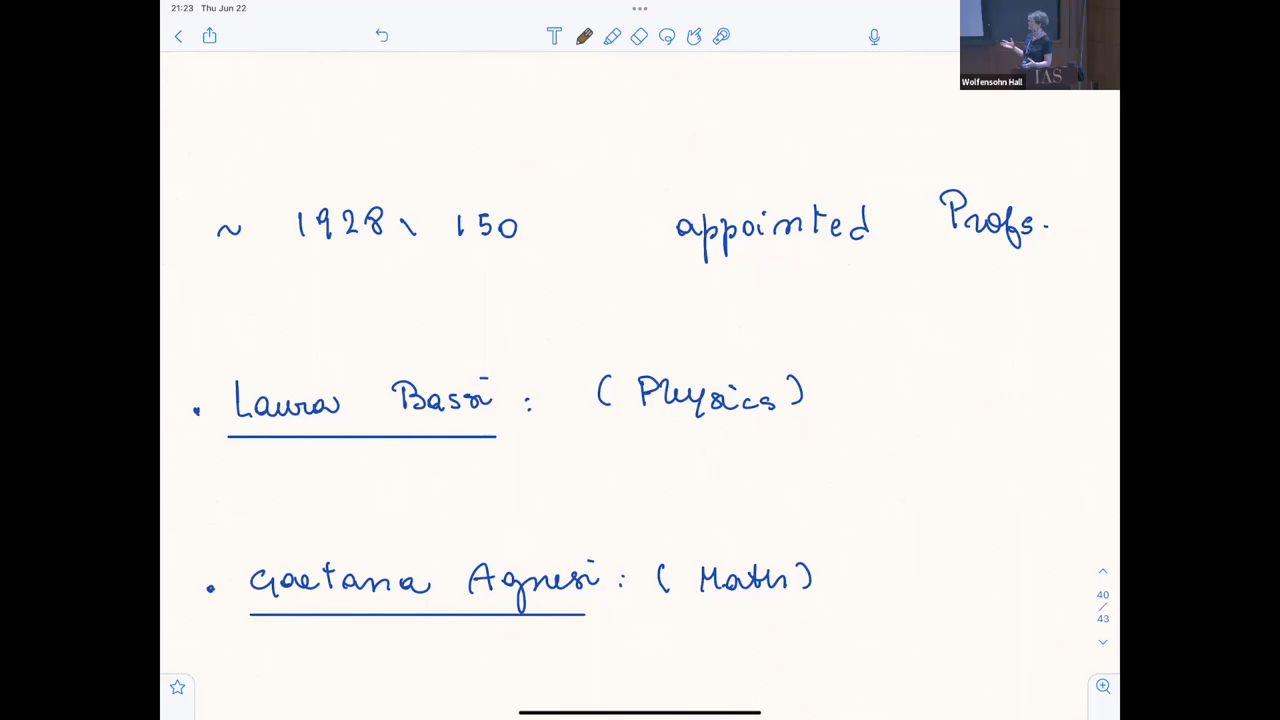 21:23 Thu Jun 22
IAS
Wolfensohn Hall
~ 1928 \ 150 appointed Profs.
. Laura Bassi : ( Physics )
. Gaetana Agnesi : ( Math )
40
/
43